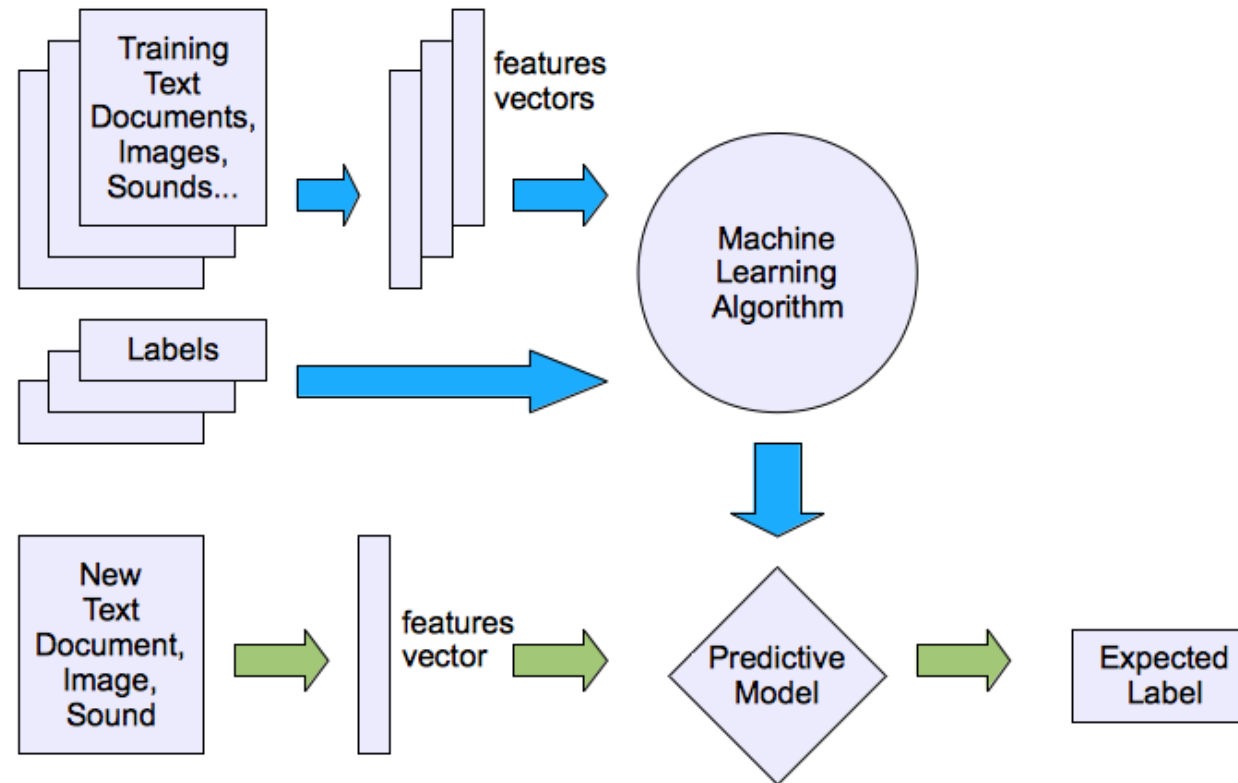 Training
Text
Documents,
Images,
Sounds...
features
vectors
Machine
Learning
Algorithm
Labels
New
Text
Document,
Image,
Sound
features
vector
Predictive
Model
Expected
Label